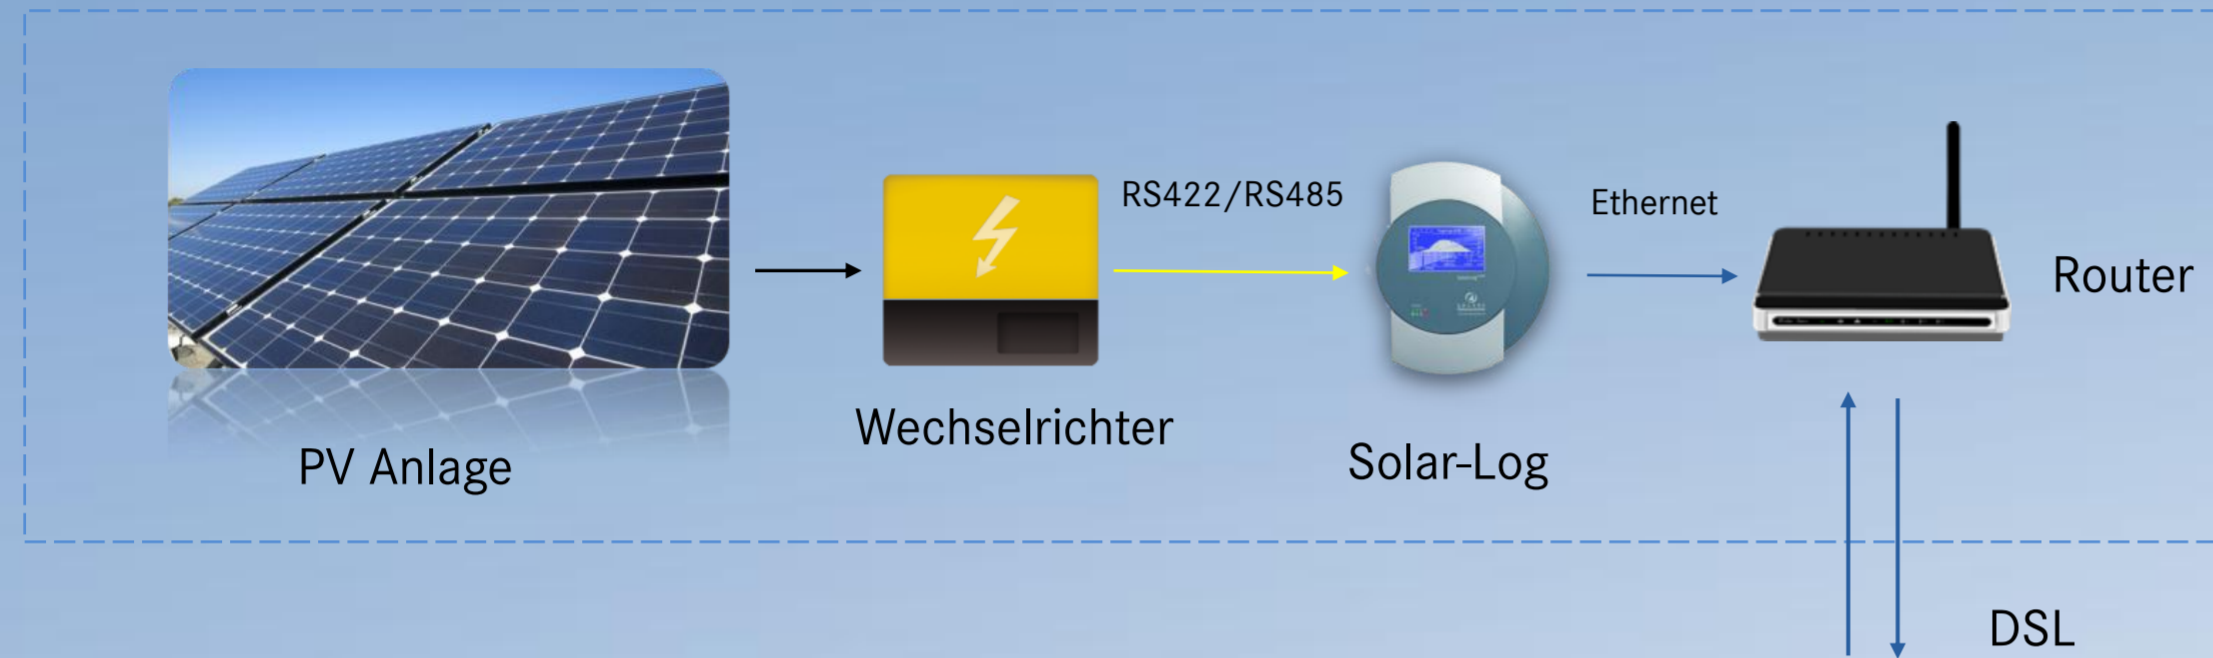 RS422/RS485
Ethernet
Router
Wechselrichter
Solar-Log
PV Anlage
DSL